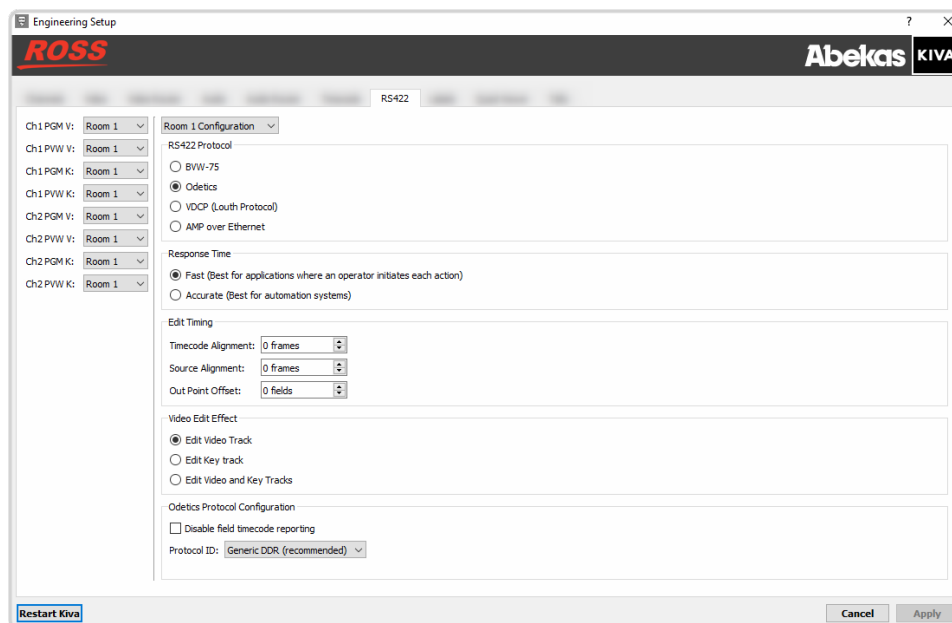 Engineering Setup ? X
ROSS
Abekas KIVA
RS422
Ch1 PGM V: Room 1
Ch1 PVW V: Room 1
Ch1 PGM K: Room 1
Ch1 PVW K: Room 1
Ch2 PGM V: Room 1
Ch2 PVW V: Room 1
Ch2 PGM K: Room 1
Ch2 PVW K: Room 1
Room 1 Configuration
RS422 Protocol
BVW-75
Odetics
VDCP (Louth Protocol)
AMP over Ethernet
Response Time
Fast (Best for applications where an operator initiates each action)
Accurate (Best for automation systems)
Edit Timing
Timecode Alignment: 0 frames
Source Alignment: 0 frames
Out Point Offset: 0 fields
Video Edit Effect
Edit Video Track
Edit Key track
Edit Video and Key Tracks
Odetics Protocol Configuration
Disable field timecode reporting
Protocol ID: Generic DDR (recommended)
Restart Kiva
Cancel
Apply